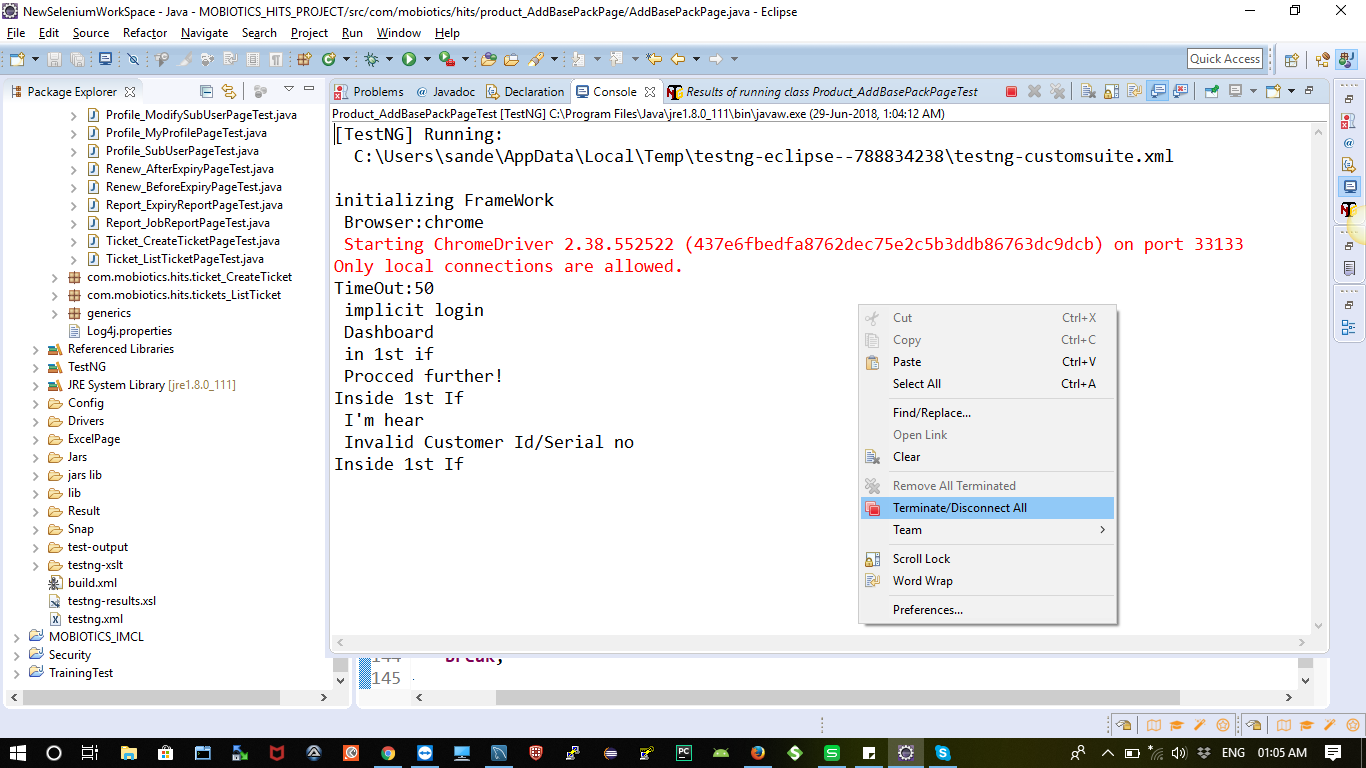 NewSeleniumWorkSpace - Java - MOBIOTICS_HITS_PROJECT/src/com/mobiotics/hits/product_AddBasePackPage/AddBasePackPage.java - Eclipse
File Edit Source Refactor Navigate Search Project Run Window Help
Quick Access
Package Explorer
Profile_ModifySubUserPageTest.java
Profile_MyProfilePageTest.java
Profile_SubUserPageTest.java
Renew_AfterExpiryPageTest.java
Renew_BeforeExpiryPageTest.java
Report_ExpiryReportPageTest.java
Report_JobReportPageTest.java
Ticket_CreateTicketPageTest.java
Ticket_ListTicketPageTest.java
com.mobiotics.hits.ticket_CreateTicket
com.mobiotics.hits.tickets_ListTicket
generics
Log4j.properties
Referenced Libraries
TestNG
JRE System Library [jre1.8.0_111]
Config
Drivers
ExcelPage
Jars
jars lib
lib
Result
Snap
test-output
testng-xslt
build.xml
testng-results.xsl
testng.xml
MOBIOTICS_IMCL
Security
TrainingTest
Problems @ Javadoc Declaration Console Results of running class Product_AddBasePackPageTest
Product_AddBasePackPageTest [TestNG] C:\Program Files\Java\jre1.8.0_111\bin\javaw.exe (29-Jun-2018, 1:04:12 AM)
[TestNG] Running:
C:\Users\sande\AppData\Local\Temp\testng-eclipse--788834238\testng-customsuite.xml
initializing FrameWork
Browser:chrome
Starting ChromeDriver 2.38.552522 (437e6fbedfa8762dec75e2c5b3ddb86763dc9dcb) on port 33133
Only local connections are allowed.
TimeOut:50
implicit login
Dashboard
in 1st if
Procced further!
Inside 1st If
I'm hear
Invalid Customer Id/Serial no
Inside 1st If
Cut Ctrl+X
Copy Ctrl+C
Paste Ctrl+V
Select All Ctrl+A
Find/Replace...
Open Link
Clear
Remove All Terminated
Terminate/Disconnect All
Team
Scroll Lock
Word Wrap
Preferences...
144 break;
145
PC ENG 01:05 AM